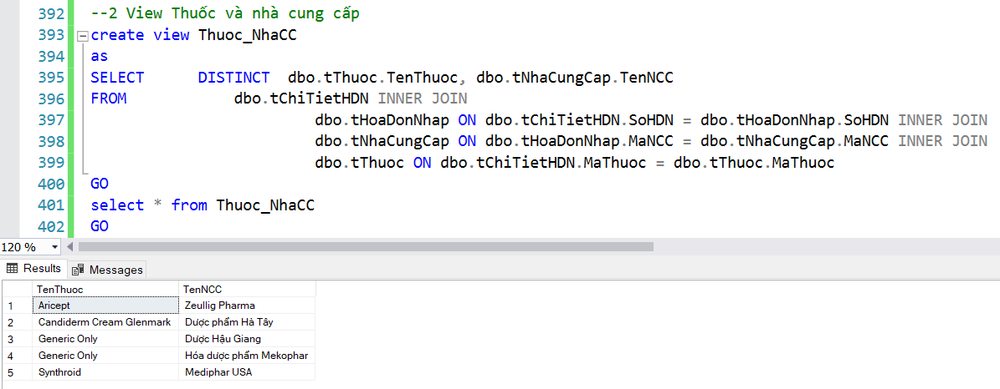 392 --2 View Thuốc và nhà cung cấp
393 create view Thuoc_NhaCC
394 as
395 SELECT DISTINCT dbo.tThuoc.TenThuoc, dbo.tNhaCungCap.TenNCC
396 FROM dbo.tChiTietHDN INNER JOIN
397 dbo.tHoaDonNhap ON dbo.tChiTietHDN.SoHDN = dbo.tHoaDonNhap.SoHDN INNER JOIN
398 dbo.tNhaCungCap ON dbo.tHoaDonNhap.MaNCC = dbo.tNhaCungCap.MaNCC INNER JOIN
399 dbo.tThuoc ON dbo.tChiTietHDN.MaThuoc = dbo.tThuoc.MaThuoc
400 GO
401 select * from Thuoc_NhaCC
402 GO
120 %
Results Messages
TenThuoc TenNCC
1 Aricept Zeullig Pharma
2 Candiderm Cream Glenmark Dược phẩm Hà Tây
3 Generic Only Dược Hậu Giang
4 Generic Only Hóa dược phẩm Mekophar
5 Synthroid Mediphar USA